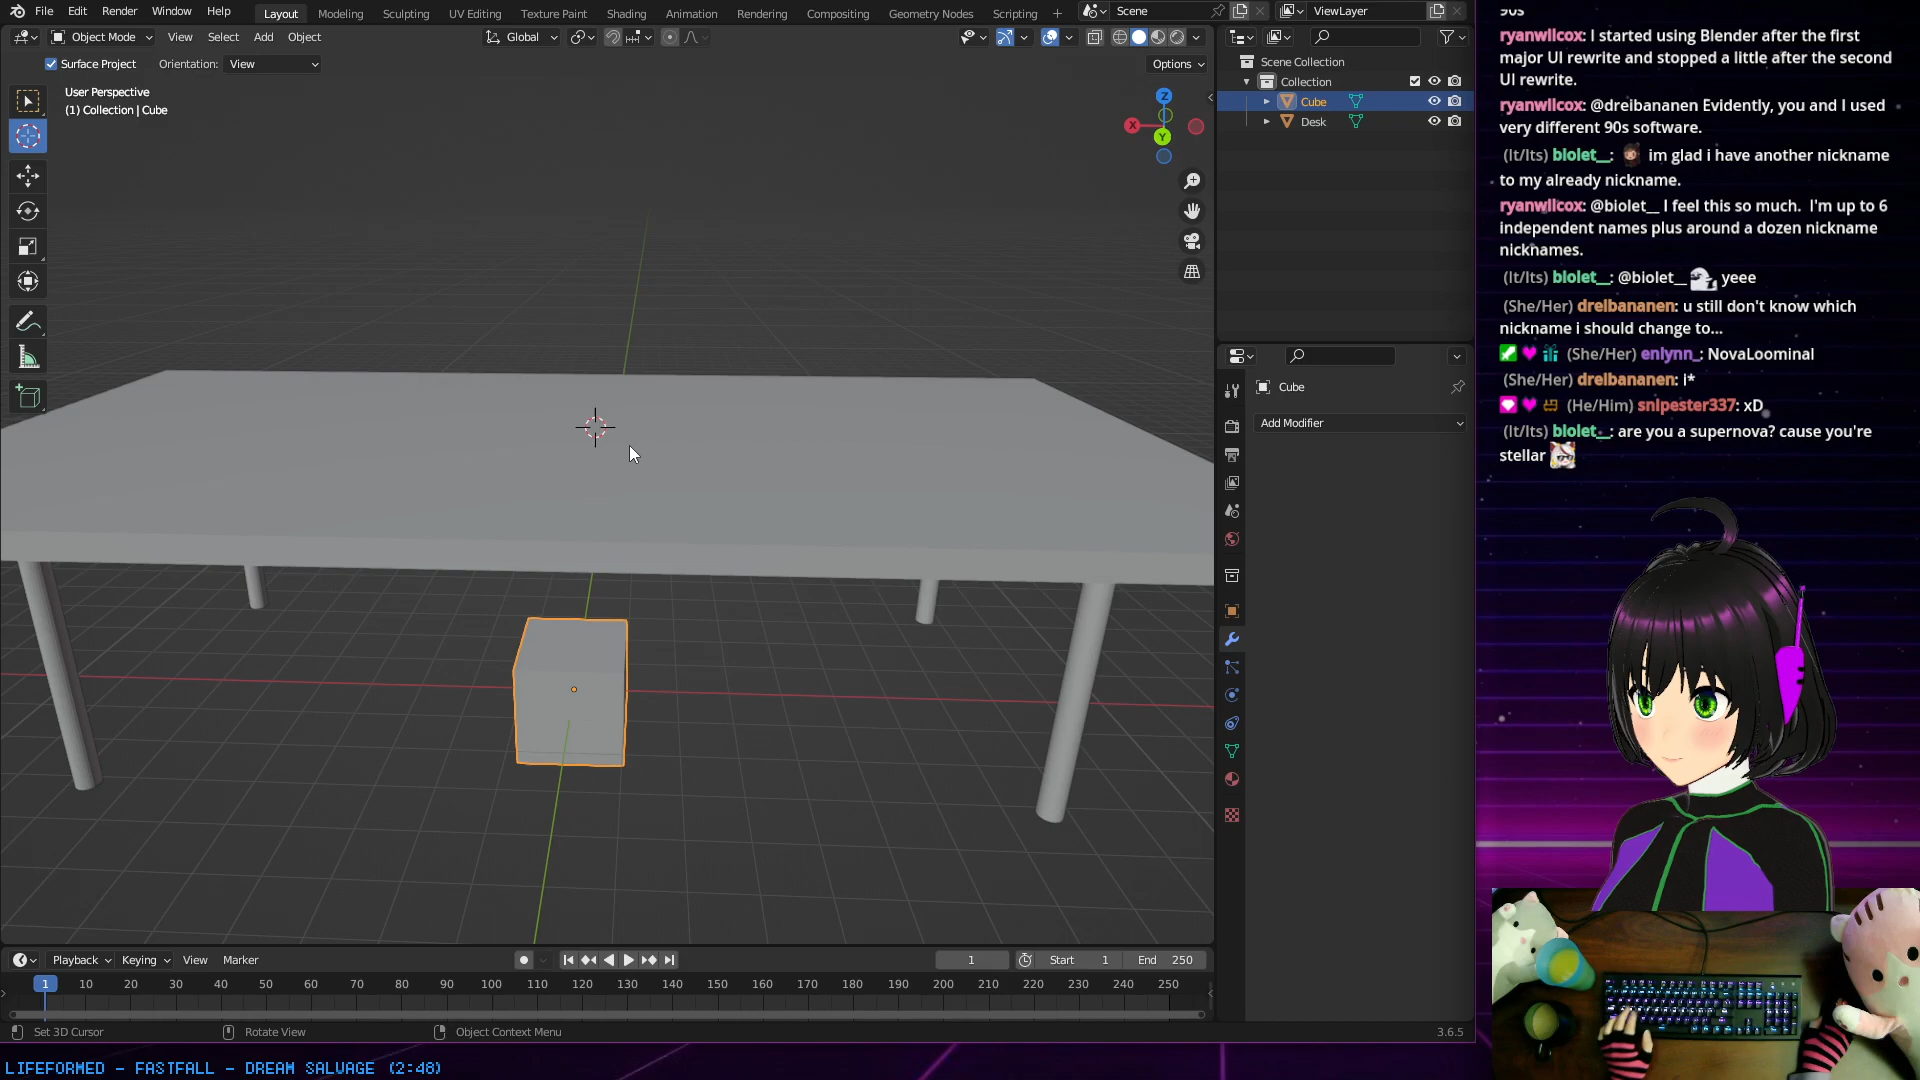 File Edit Render Window Help Layout Modeling Sculpting UV Editing Texture Paint Shading Animation Rendering Compositing Geometry Nodes Scripting + Scene ViewLayer
Object Mode View Select Add Object Global
Surface Project Orientation: View Options
User Perspective
(1) Collection | Cube
Z
X
Y
Scene Collection
Collection
Cube
Desk
Cube
Add Modifier
Playback Keying View Marker 1 Start 1 End 250
1 10 20 30 40 50 60 70 80 90 100 110 120 130 140 150 160 170 180 190 200 210 220 230 240 250
Set 3D Cursor Rotate View Object Context Menu 3.6.5
LIFEFORMED - FASTFALL - DREAM SALVAGE (2:48)
90s
ryanwilcox: I started using Blender after the first
major UI rewrite and stopped a little after the second
UI rewrite.
ryanwilcox: @dreibananen Evidently, you and I used
very different 90s software.
(It/Its) biolet__: im glad i have another nickname
to my already nickname.
ryanwilcox: @biolet__ I feel this so much. I'm up to 6
independent names plus around a dozen nickname
nicknames.
(It/Its) biolet__: @biolet__ yeee
(She/Her) dreibananen: u still don't know which
nickname i should change to...
(She/Her) enlynn_: NovaLoominal
(She/Her) dreibananen: i*
(He/Him) snipester337: xD
(It/Its) biolet__: are you a supernova? cause you're
stellar